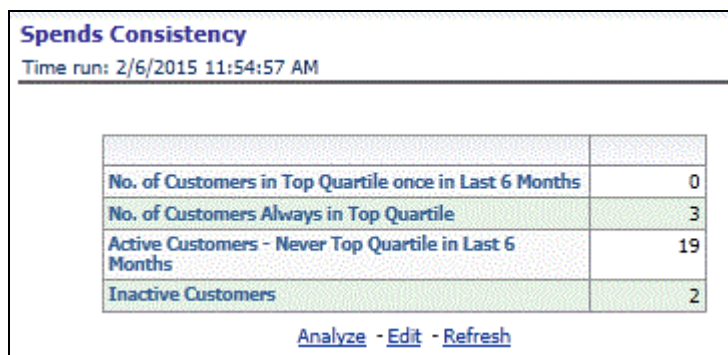 Spends Consistency
Time run: 2/6/2015 11:54:57 AM
No. of Customers in Top Quartile once in Last 6 Months 0
No. of Customers Always in Top Quartile 3
Active Customers - Never Top Quartile in Last 6 19
Months
Inactive Customers 2
Analyze - Edit - Refresh